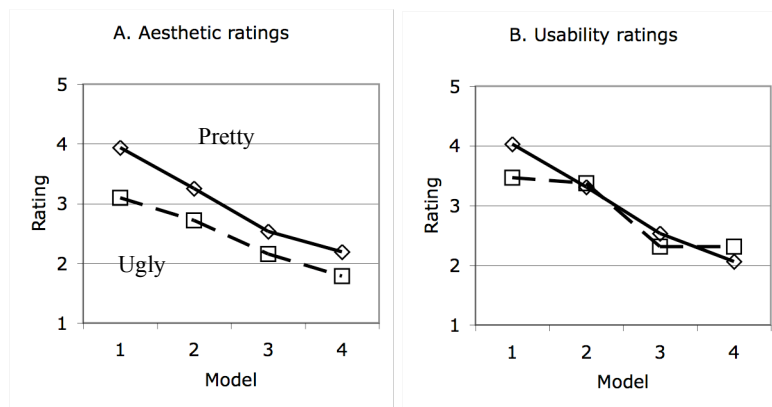 A. Aesthetic ratings
5
4
3
2
1
Rating
Pretty
Ugly
1 2 3 4
Model
B. Usability ratings
5
4
3
2
1
Rating
1 2 3 4
Model